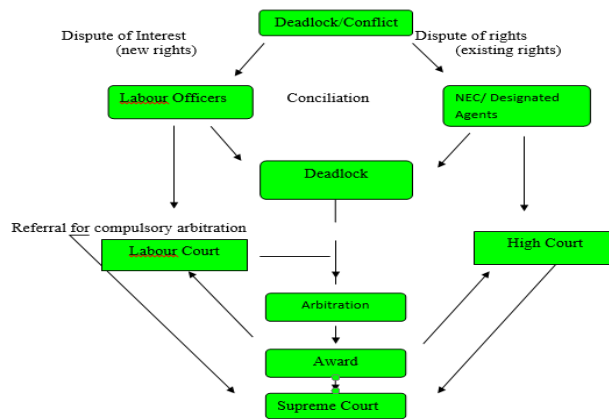 Deadlock/Conflict
Dispute of Interest
(new rights)
Dispute of rights
(existing rights)
Labour Officers
Conciliation
NEC/ Designated
Agents
Deadlock
Referral for compulsory arbitration
Labour Court
High Court
Arbitration
Award
Supreme Court